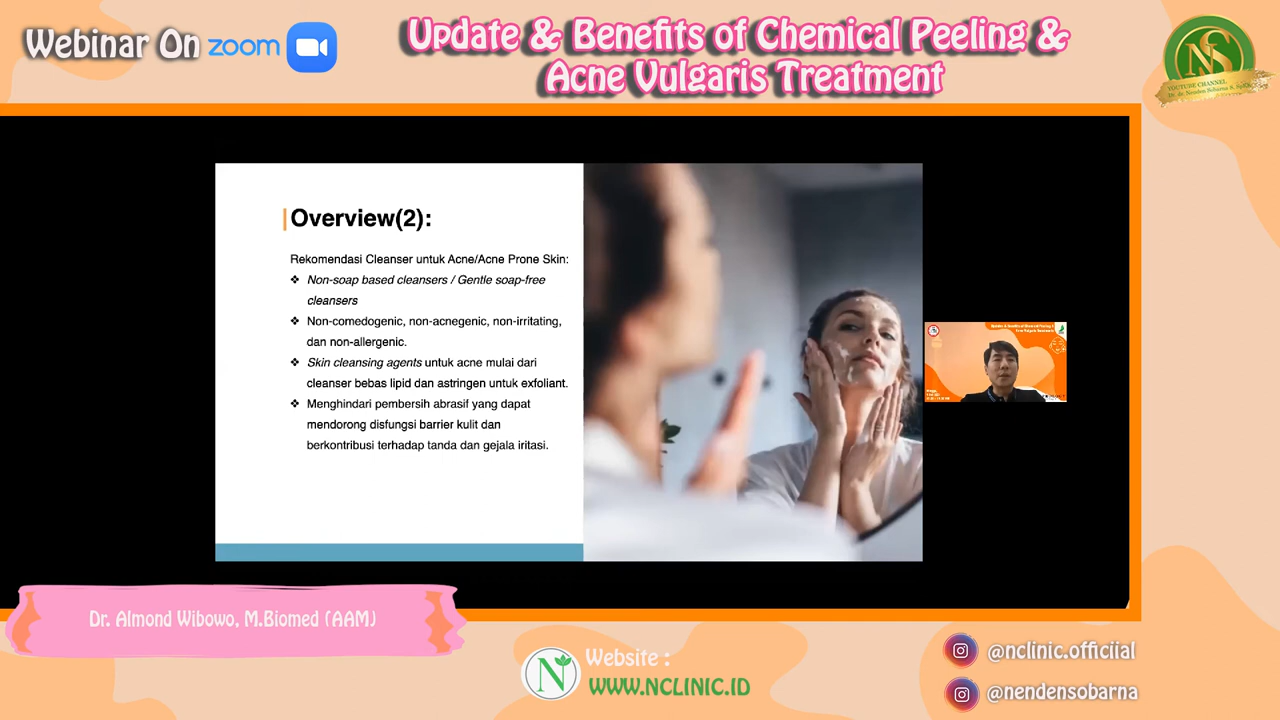 Webinar On zoom
Update & Benefits of Chemical Peeling &
Acne Vulgaris Treatment
NS
YOUTUBE CHANNEL
Overview(2):
Rekomendasi Cleanser untuk Acne/Acne Prone Skin:
❖ Non-soap based cleansers / Gentle soap-free
cleansers
❖ Non-comedogenic, non-acnegenic, non-irritating,
dan non-allergenic.
❖ Skin cleansing agents untuk acne mulai dari
cleanser bebas lipid dan astringen untuk exfoliant.
❖ Menghindari pembersih abrasif yang dapat
mendorong disfungsi barrier kulit dan
berkontribusi terhadap tanda dan gejala iritasi.
Dr. Almond Wibowo, M.Biomed (AAM)
N
Website :
WWW.NCLINIC.ID
@nclinic.officiial
@nendensobarna